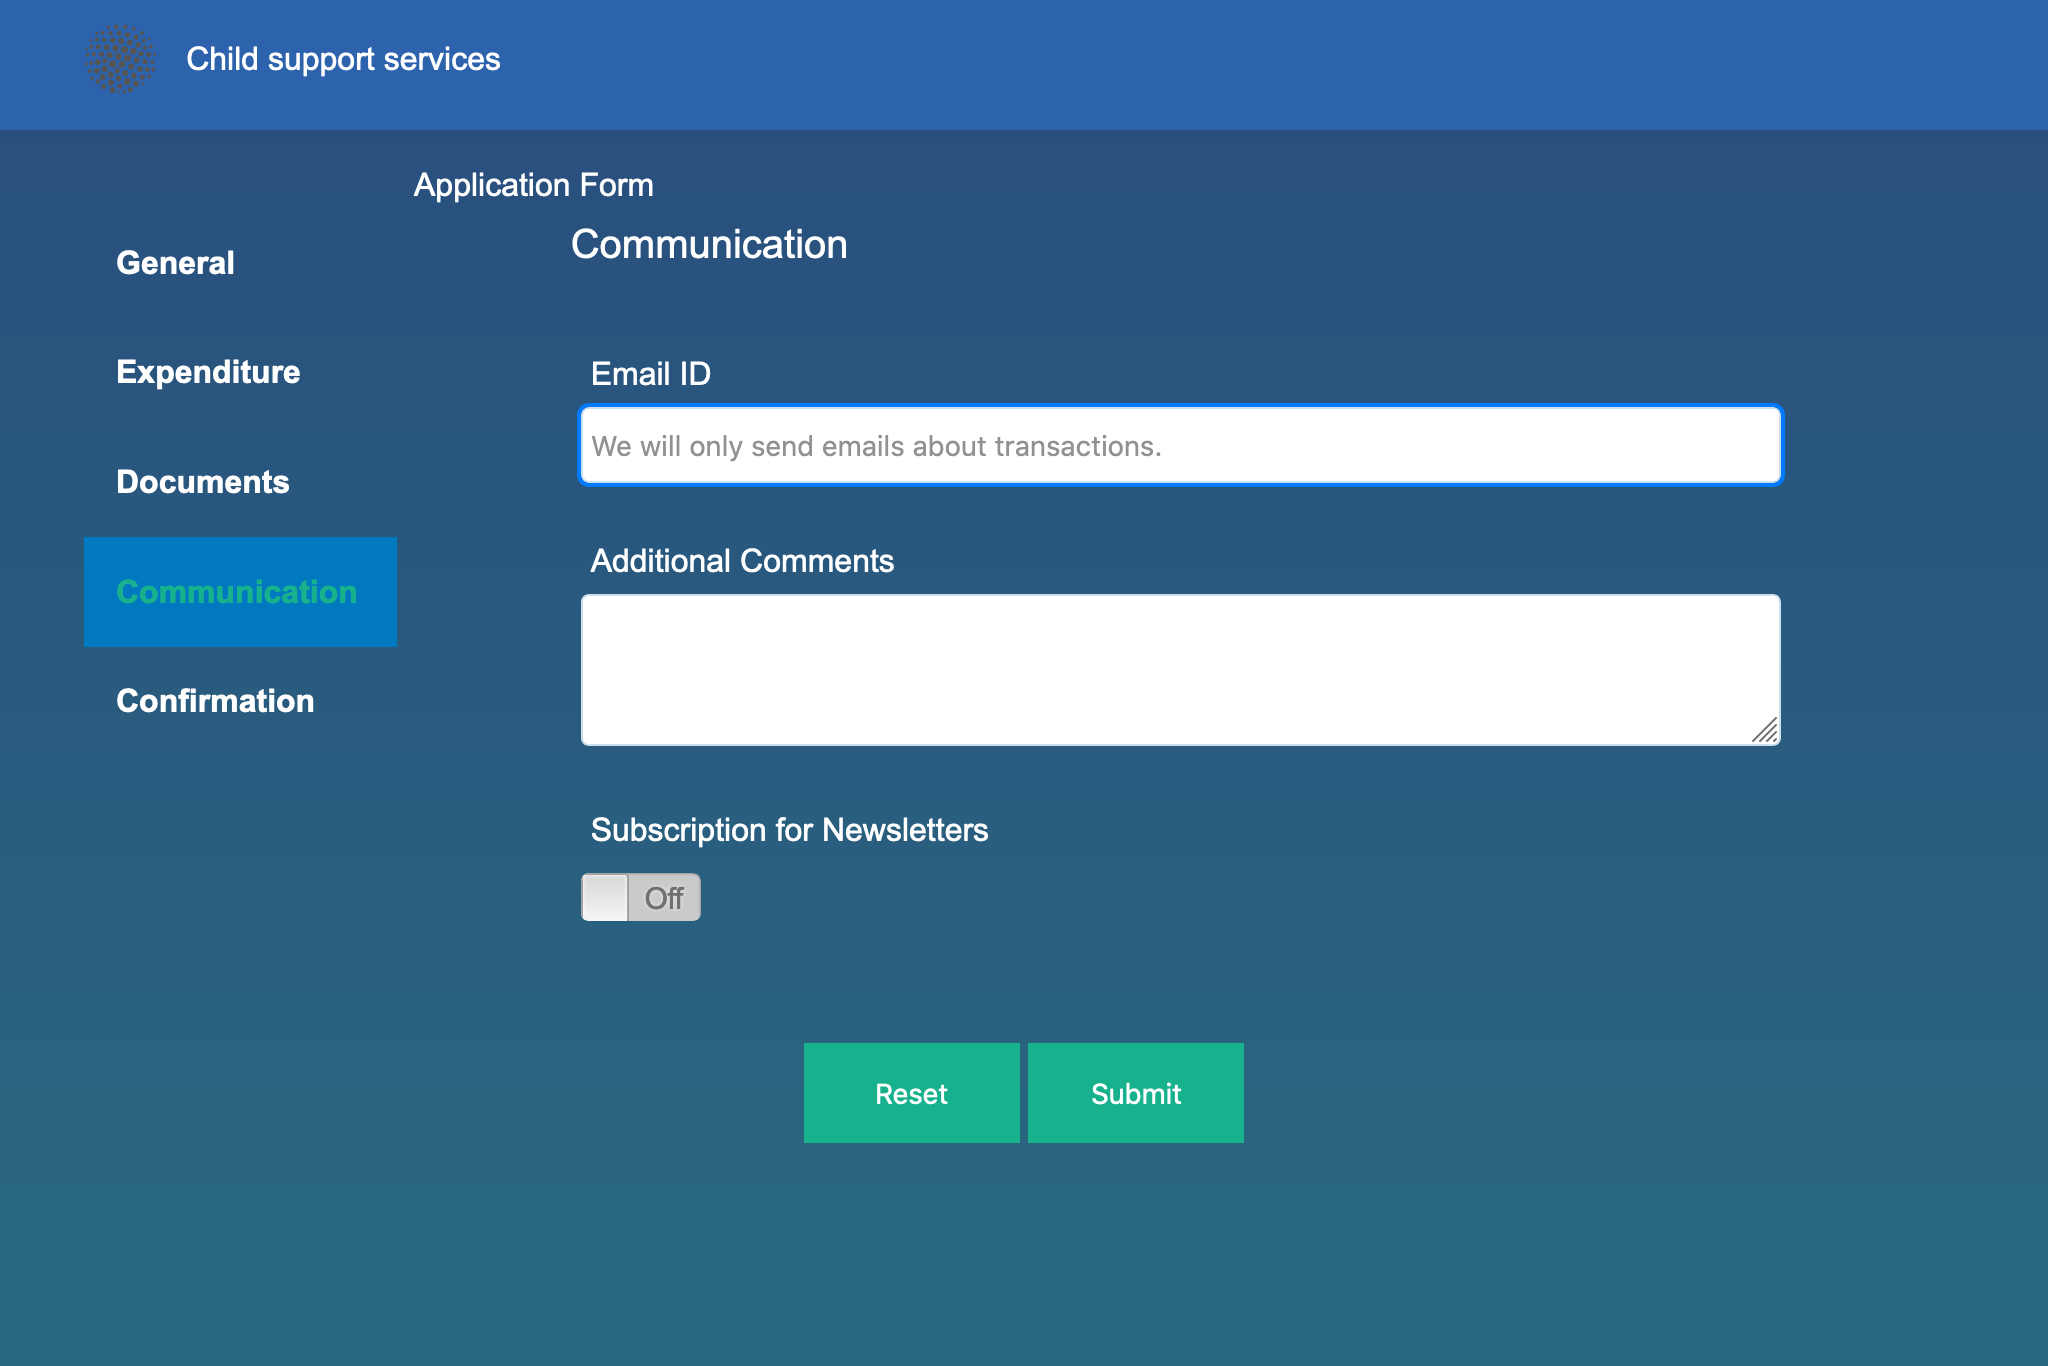 Child support services
Application Form
General
Expenditure
Documents
Communication
Confirmation
Communication
Email ID
We will only send emails about transactions.
Additional Comments
Subscription for Newsletters
Off
Reset Submit